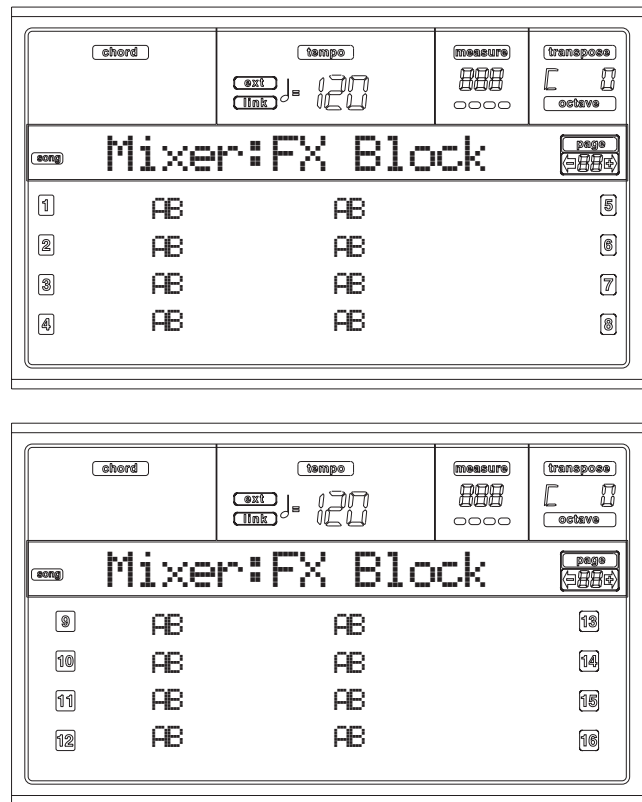 chord tempo measure transpose
ext link ♩= 120 888 C 0
octave
song Mixer:FX Block page
- 88 +
1 AB AB 5
2 AB AB 6
3 AB AB 7
4 AB AB 8
chord tempo measure transpose
ext link ♩= 120 888 C 0
octave
song Mixer:FX Block page
- 88 +
9 AB AB 13
10 AB AB 14
11 AB AB 15
12 AB AB 16